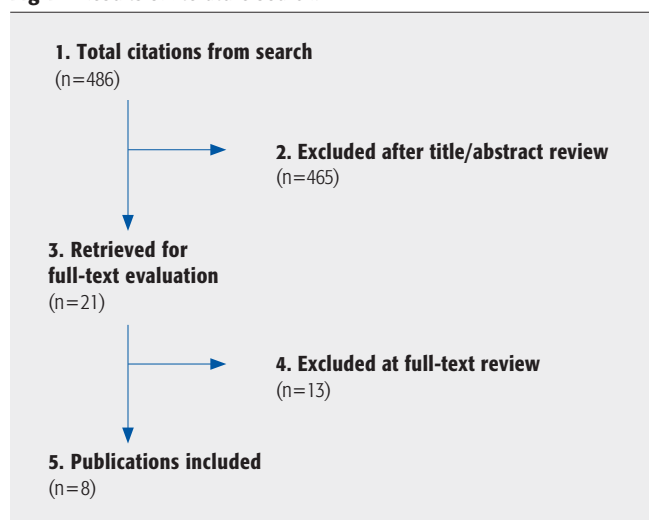 1. Total citations from search
(n=486)
2. Excluded after title/abstract review
(n=465)
3. Retrieved for
full-text evaluation
(n=21)
4. Excluded at full-text review
(n=13)
5. Publications included
(n=8)